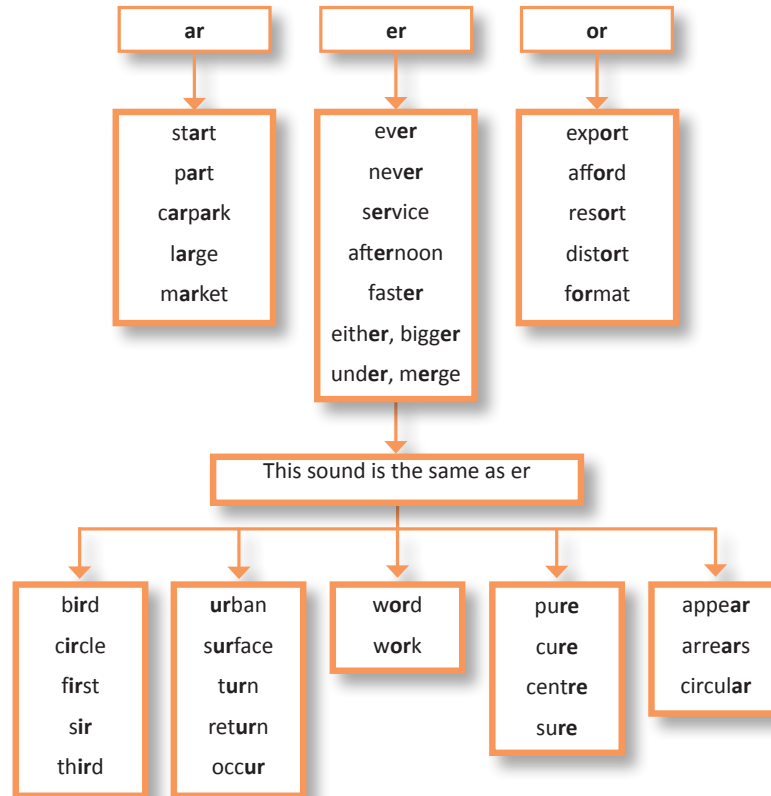 ar
er
or
start
part
carpark
large
market
ever
never
service
afternoon
faster
either, bigger
under, merge
export
afford
resort
distort
format
This sound is the same as er
bird
circle
first
sir
third
urban
surface
turn
return
occur
word
work
pure
cure
centre
sure
appear
arrears
circular